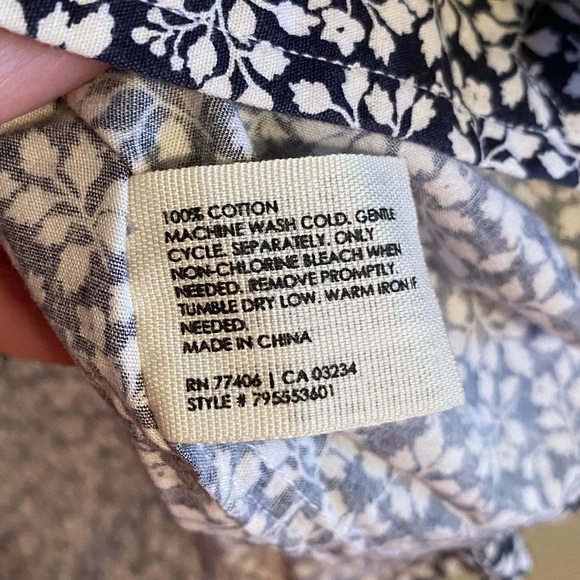 100% COTTON
MACHINE WASH COLD. GENTLE
CYCLE. SEPARATELY. ONLY
NON-CHLORINE BLEACH WHEN
NEEDED. REMOVE PROMPTLY.
TUMBLE DRY LOW. WARM IRON IF
NEEDED.
MADE IN CHINA
RN 77406 | CA 03234
STYLE # 795553601